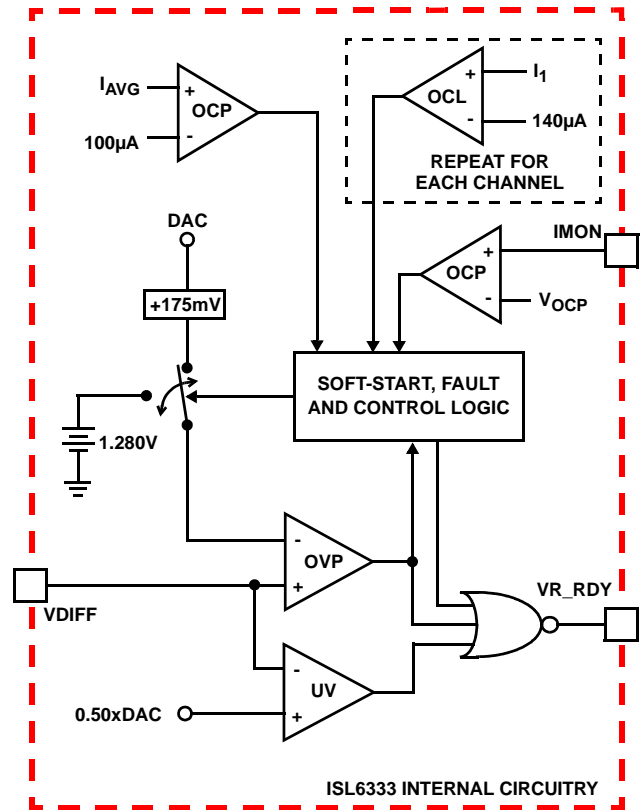 I1
IAVG
+
OCP
-
100µA
+
OCL
-
140µA
REPEAT FOR
EACH CHANNEL
DAC
+175mV
IMON
+
OCP
-
VOCP
SOFT-START, FAULT
AND CONTROL LOGIC
1.280V
-
OVP
+
VDIFF
VR_RDY
-
UV
+
0.50xDAC
ISL6333 INTERNAL CIRCUITRY